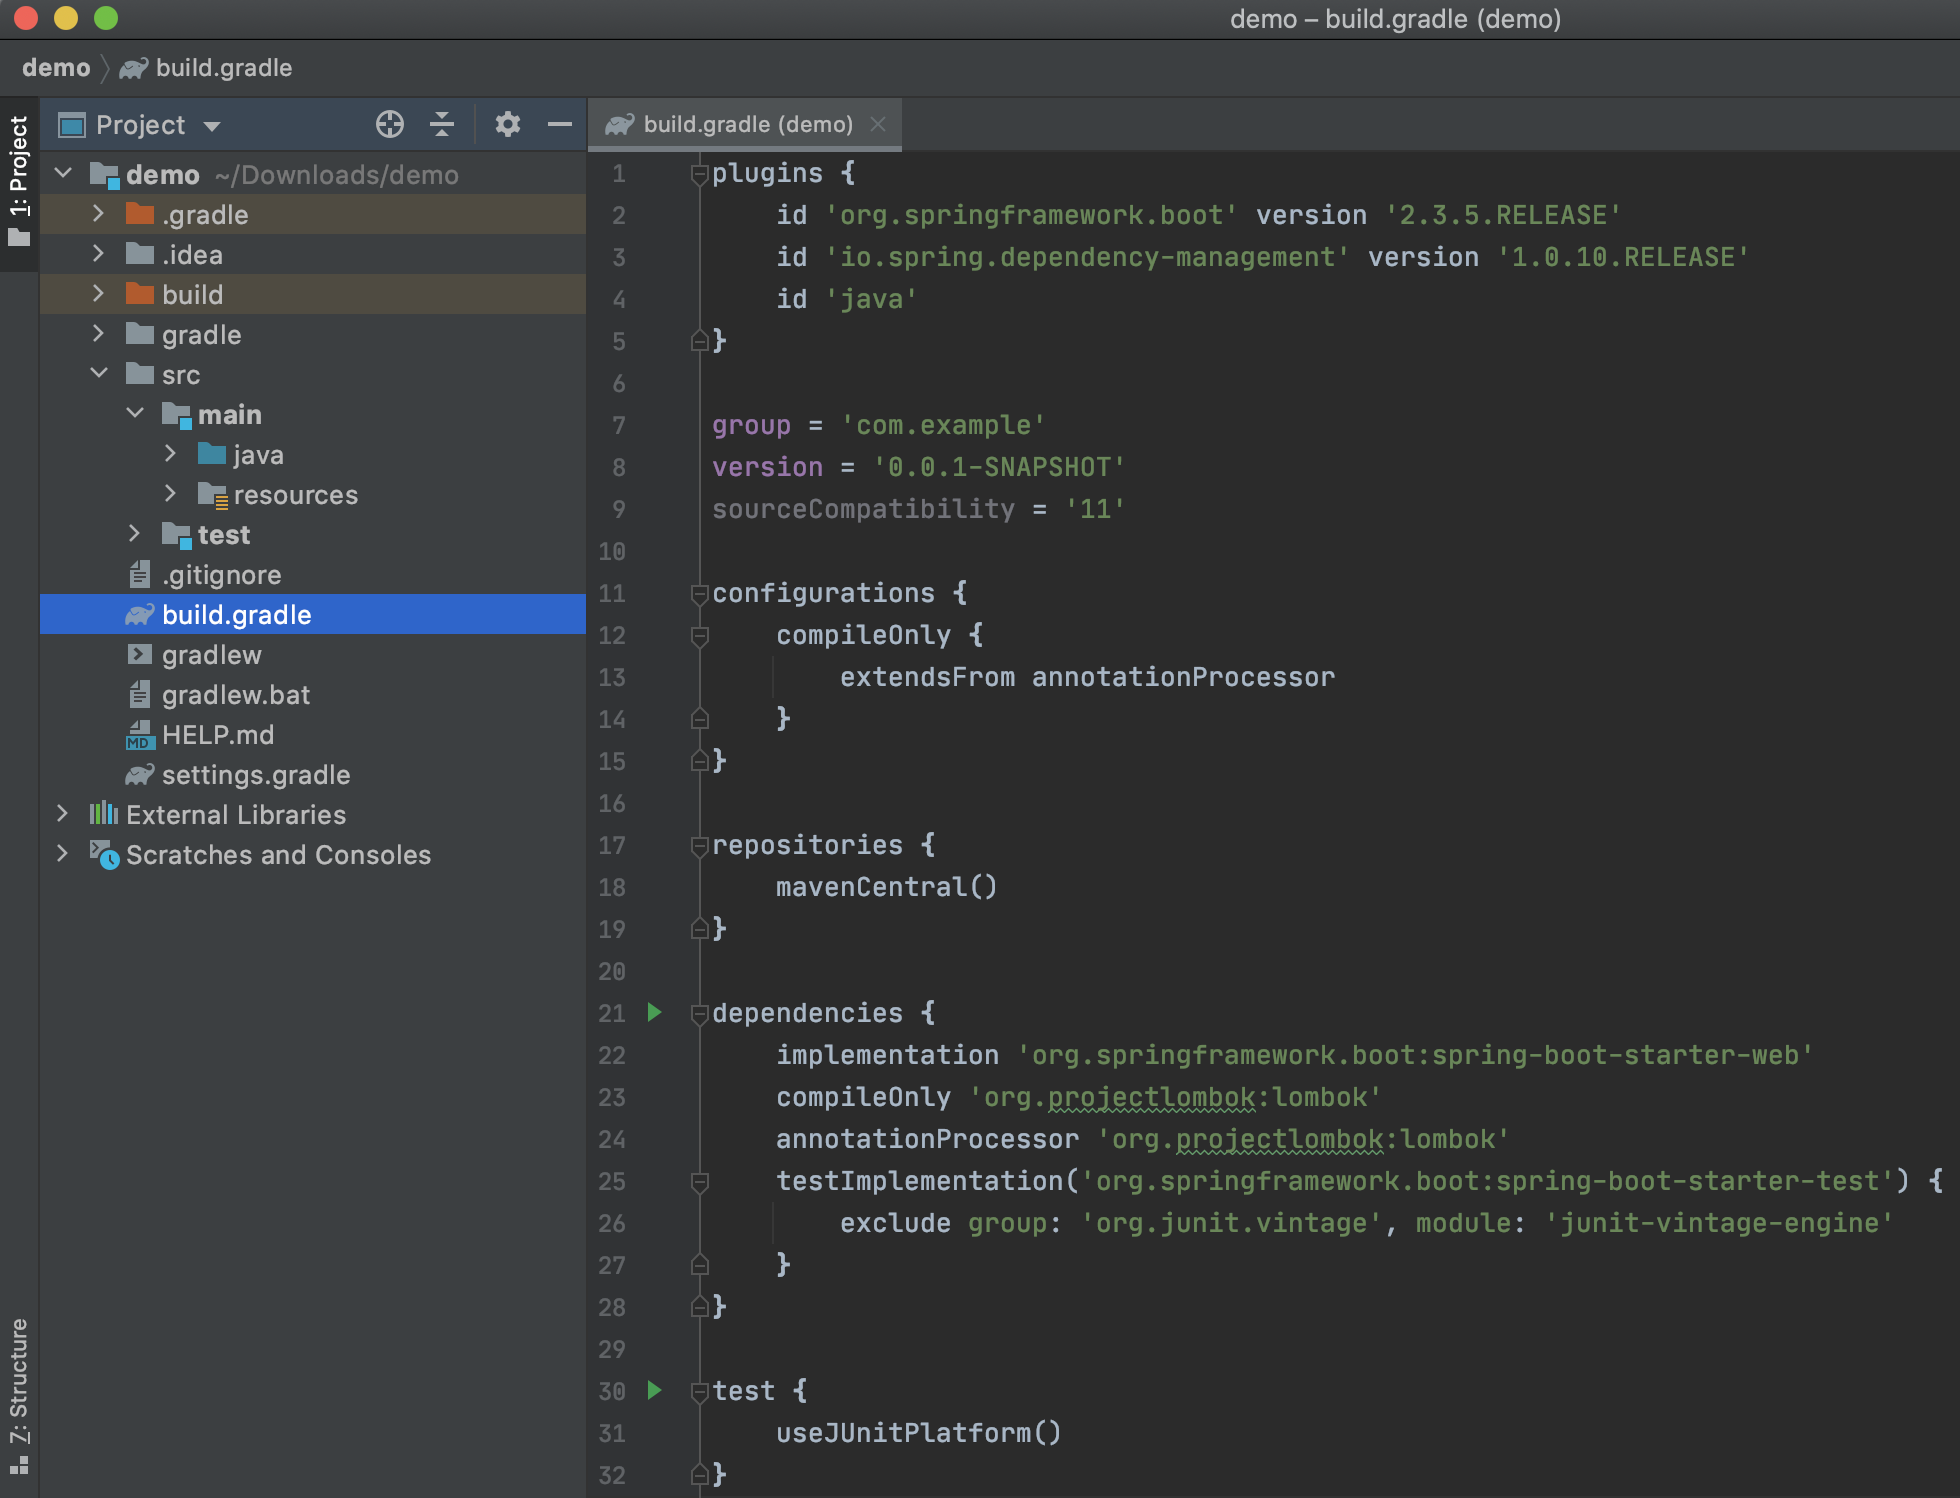 demo – build.gradle (demo)
demo build.gradle
1: Project
Project
demo ~/Downloads/demo
.gradle
.idea
build
gradle
src
main
java
resources
test
.gitignore
build.gradle
gradlew
gradlew.bat
MD HELP.md
settings.gradle
External Libraries
Scratches and Consoles
Z: Structure
build.gradle (demo)
1 plugins {
2     id 'org.springframework.boot' version '2.3.5.RELEASE'
3     id 'io.spring.dependency-management' version '1.0.10.RELEASE'
4     id 'java'
5 }
6
7 group = 'com.example'
8 version = '0.0.1-SNAPSHOT'
9 sourceCompatibility = '11'
10
11 configurations {
12     compileOnly {
13         extendsFrom annotationProcessor
14     }
15 }
16
17 repositories {
18     mavenCentral()
19 }
20
21 dependencies {
22     implementation 'org.springframework.boot:spring-boot-starter-web'
23     compileOnly 'org.projectlombok:lombok'
24     annotationProcessor 'org.projectlombok:lombok'
25     testImplementation('org.springframework.boot:spring-boot-starter-test') {
26         exclude group: 'org.junit.vintage', module: 'junit-vintage-engine'
27     }
28 }
29
30 test {
31     useJUnitPlatform()
32 }